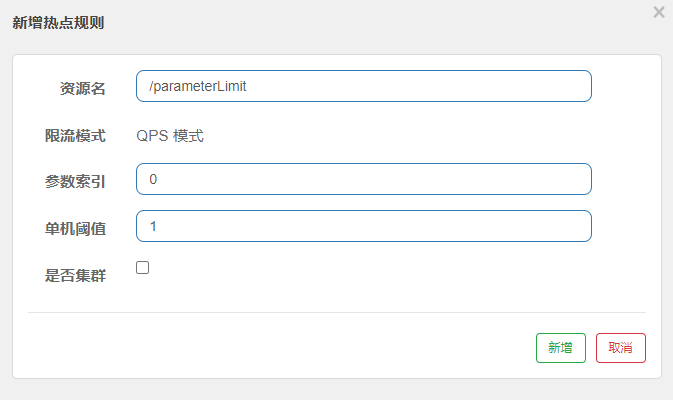 新增热点规则
×
资源名 /parameterLimit
限流模式 QPS 模式
参数索引 0
单机阈值 1
是否集群
新增 取消